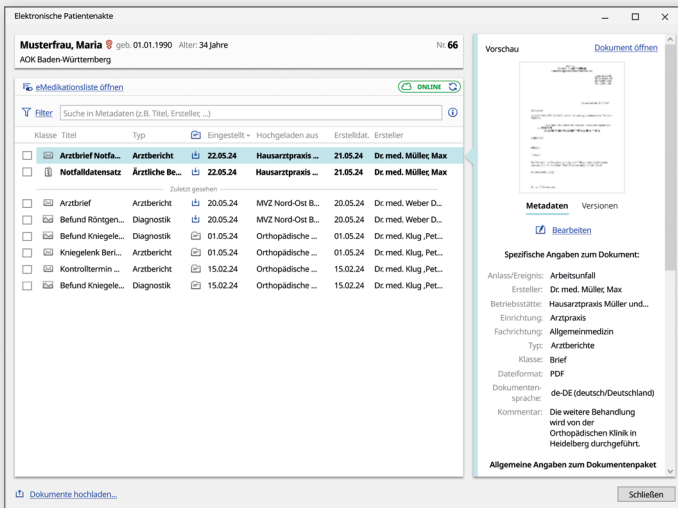 Elektronische Patientenakte
Musterfrau, Maria geb. 01.01.1990 Alter: 34 Jahre Nr. 66
AOK Baden-Württemberg
eMedikationsliste öffnen ONLINE
Filter Suche in Metadaten (z.B. Titel, Ersteller, ...)
Klasse Titel Typ Eingestellt Hochgeladen aus Erstelldat. Ersteller
Arztbrief Notfa... Arztbericht 22.05.24 Hausarztpraxis ... 21.05.24 Dr. med. Müller, Max
Notfalldatensatz Ärztliche Be... 22.05.24 Hausarztpraxis ... 21.05.24 Dr. med. Müller, Max
Zuletzt gesehen
Arztbrief Arztbericht 20.05.24 MVZ Nord-Ost B... 20.05.24 Dr. med. Weber D...
Befund Röntgen... Diagnostik 20.05.24 MVZ Nord-Ost B... 20.05.24 Dr. med. Weber D...
Befund Kniegele... Diagnostik 01.05.24 Orthopädische ... 01.05.24 Dr. med. Klug ,Pet...
Kniegelenk Beri... Arztbericht 01.05.24 Orthopädische ... 01.05.24 Dr. med. Klug ,Pet...
Kontrolltermin ... Arztbericht 15.02.24 Orthopädische ... 15.02.24 Dr. med. Klug ,Pet...
Befund Kniegele... Diagnostik 15.02.24 Orthopädische ... 15.02.24 Dr. med. Klug ,Pet...
Dokumente hochladen...
Vorschau Dokument öffnen
Metadaten Versionen
Bearbeiten
Spezifische Angaben zum Dokument:
Anlass/Ereignis: Arbeitsunfall
Ersteller: Dr. med. Müller, Max
Betriebsstätte: Hausarztpraxis Müller und...
Einrichtung: Arztpraxis
Fachrichtung: Allgemeinmedizin
Typ: Arztberichte
Klasse: Brief
Dateiformat: PDF
Dokumenten-
sprache: de-DE (deutsch/Deutschland)
Kommentar: Die weitere Behandlung
wird von der
Orthopädischen Klinik in
Heidelberg durchgeführt.
Allgemeine Angaben zum Dokumentenpaket
Schließen